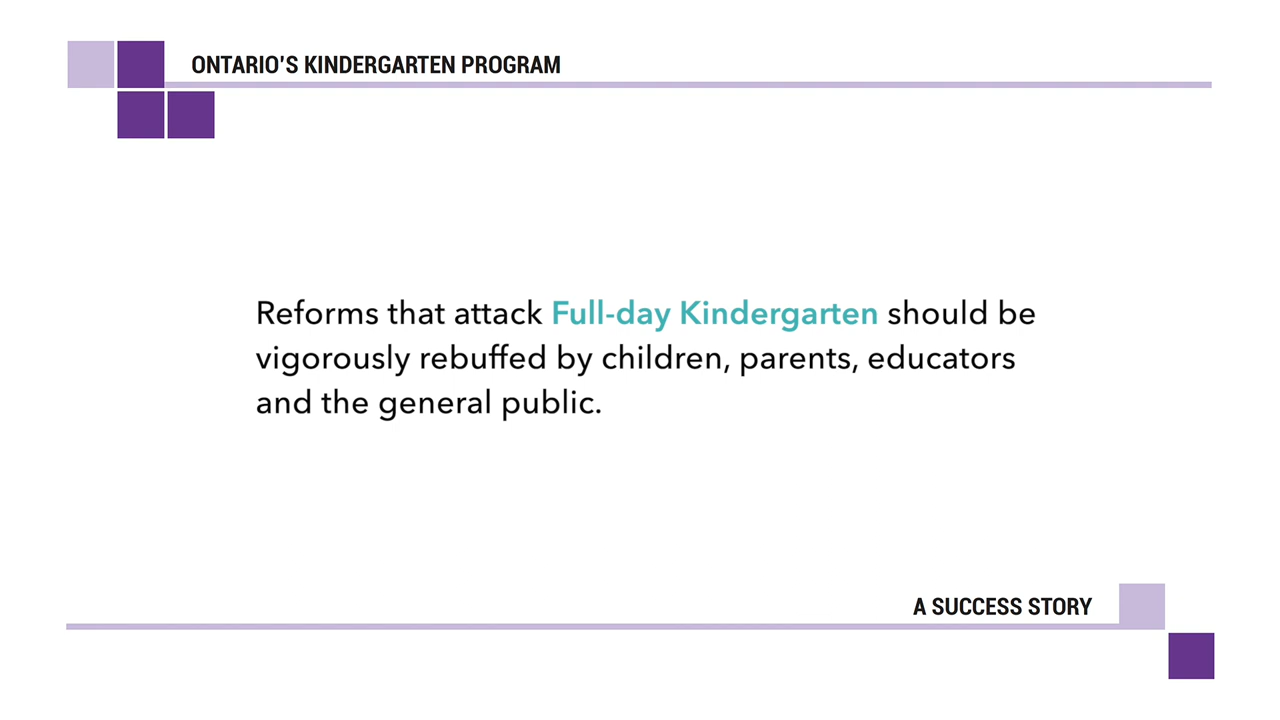 ONTARIO'S KINDERGARTEN PROGRAM
Reforms that attack Full-day Kindergarten should be
vigorously rebuffed by children, parents, educators
and the general public.
A SUCCESS STORY